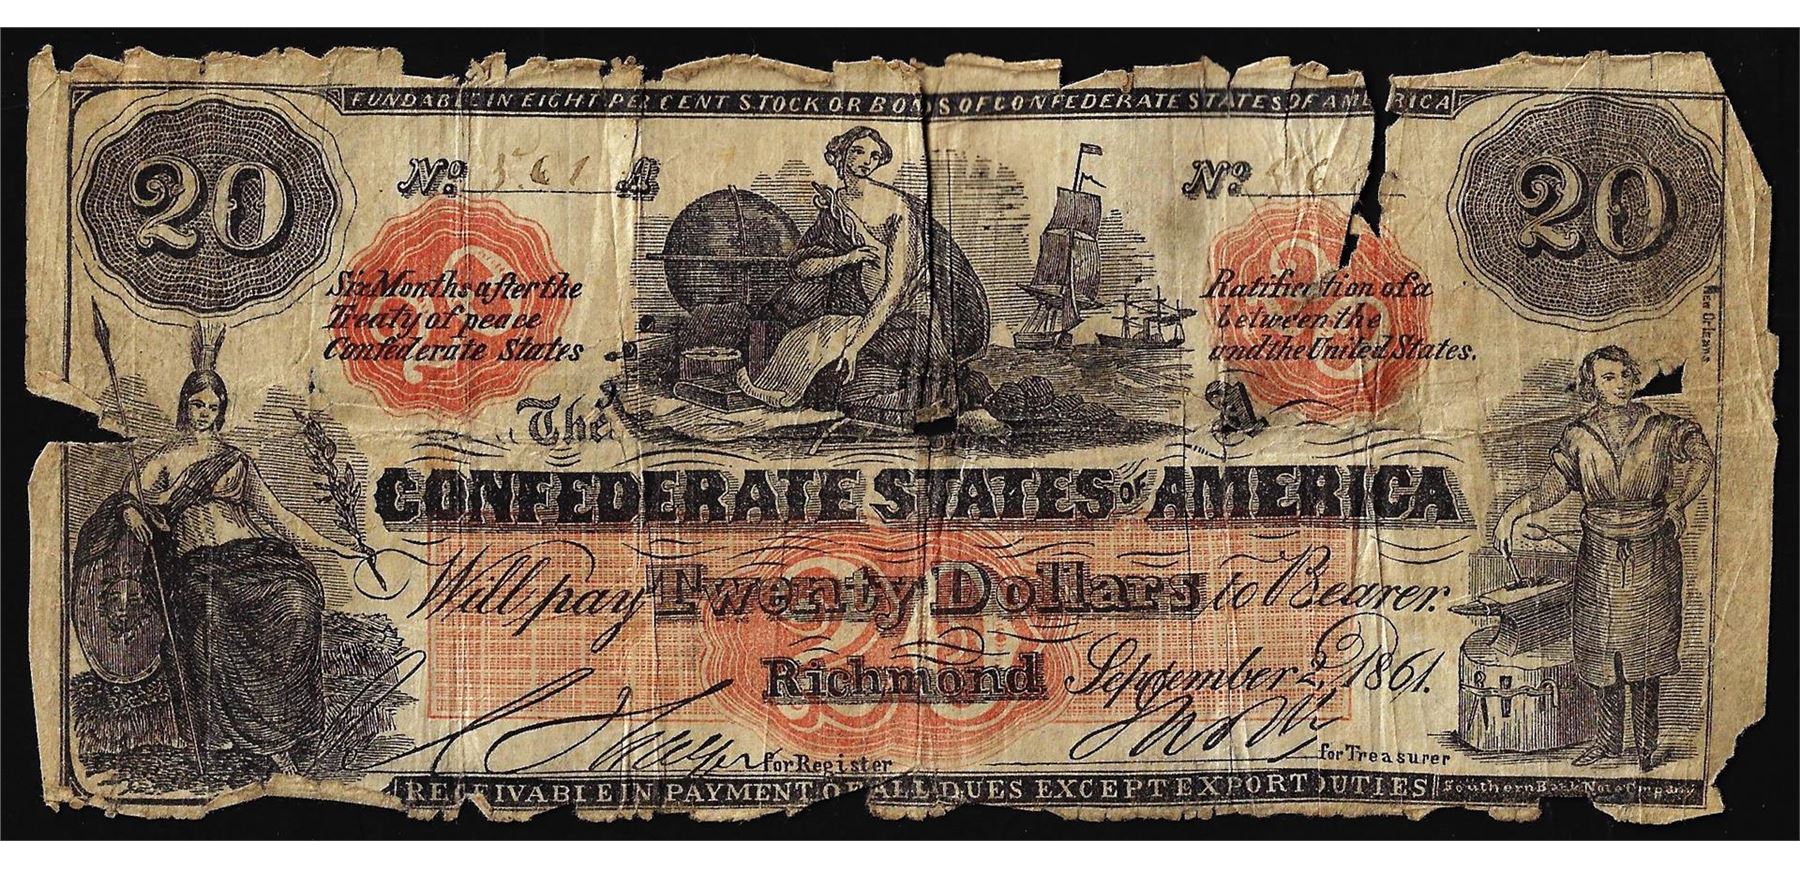 FUNDABLE IN EIGHT PER CENT STOCK OR BONDS OF CONFEDERATE STATES OF AMERICA
20 20
No. 561 A No.
Six Months after the Ratification of a
Treaty of peace between the
Confederate States and the United States.
The A
CONFEDERATE STATES OF AMERICA
Will pay Twenty Dollars to Bearer.
Richmond September 2, 1861.
for Register for Treasurer
RECEIVABLE IN PAYMENT OF ALL DUES EXCEPT EXPORT DUTIES Southern Bank Note Company
New Orleans